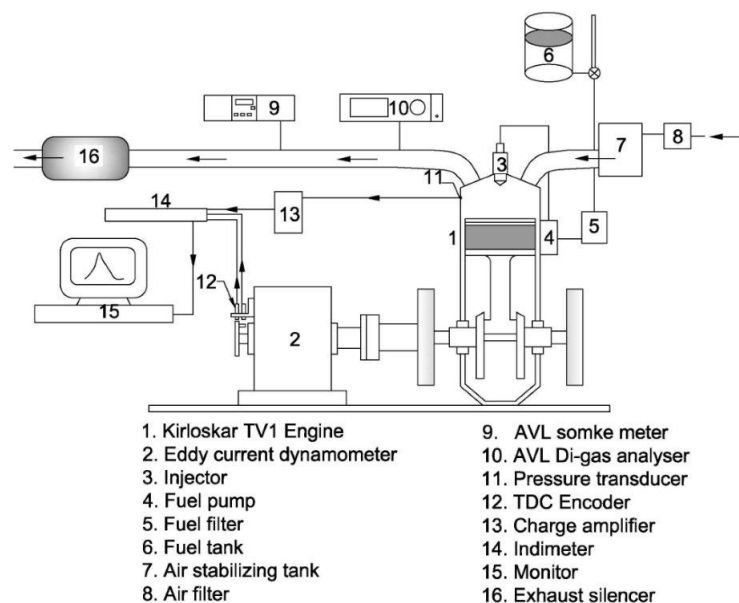 6
9
10
16
3
7
8
11
14
13
1
4
5
12
15
2
1. Kirloskar TV1 Engine
2. Eddy current dynamometer
3. Injector
4. Fuel pump
5. Fuel filter
6. Fuel tank
7. Air stabilizing tank
8. Air filter
9. AVL somke meter
10. AVL Di-gas analyser
11. Pressure transducer
12. TDC Encoder
13. Charge amplifier
14. Indimeter
15. Monitor
16. Exhaust silencer